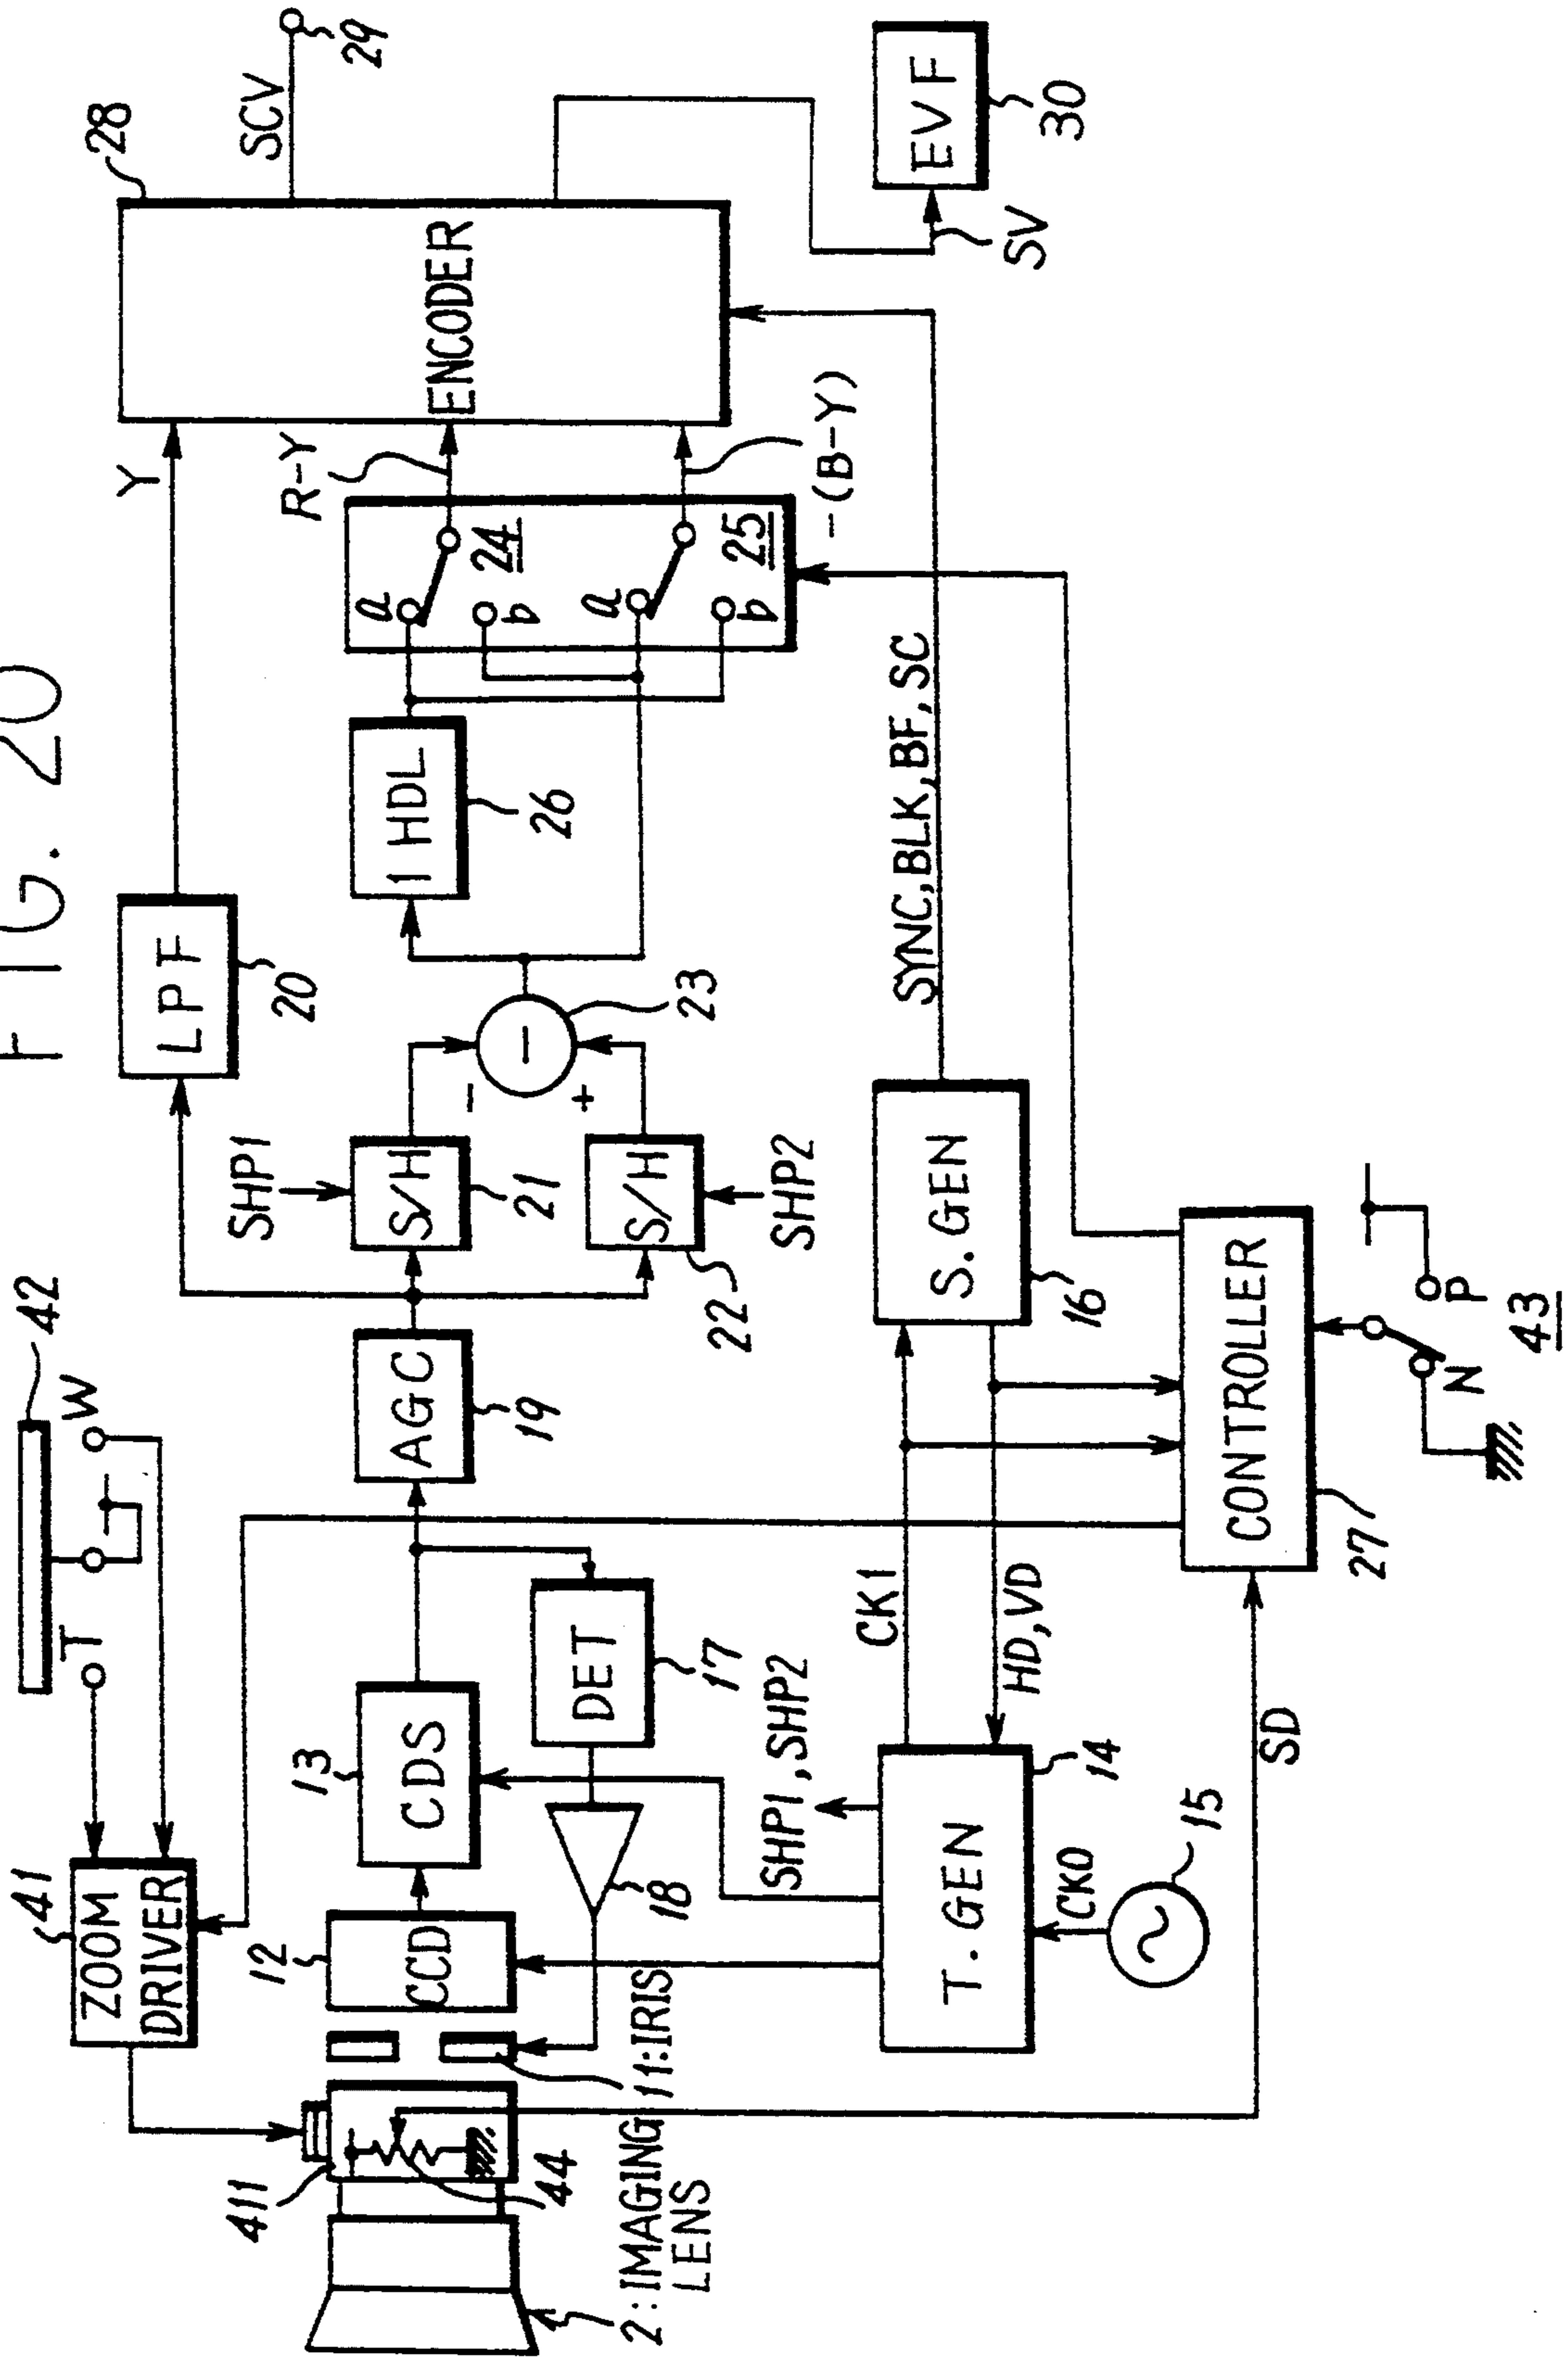 FIG. 20
42
T
W
41
ZOOM
DRIVER
LPF
20
Y
28
SCV
29
SHP1
R-Y
411
12
13
CCD
CDS
AGC
19
S/H
21
-
-
+
23
1HDL
26
a
b
24
a
b
25
ENCODER
44
2:IMAGING
LENS
11:IRIS
18
DET
17
22
S/H
SHP2
-(B-Y)
SHP1,SHP2
CK1
S.GEN
16
SYNC,BLK,BF,SC
EVF
30
SV
T.GEN
14
HD,VD
CK0
15
SD
CONTROLLER
27
N
P
43